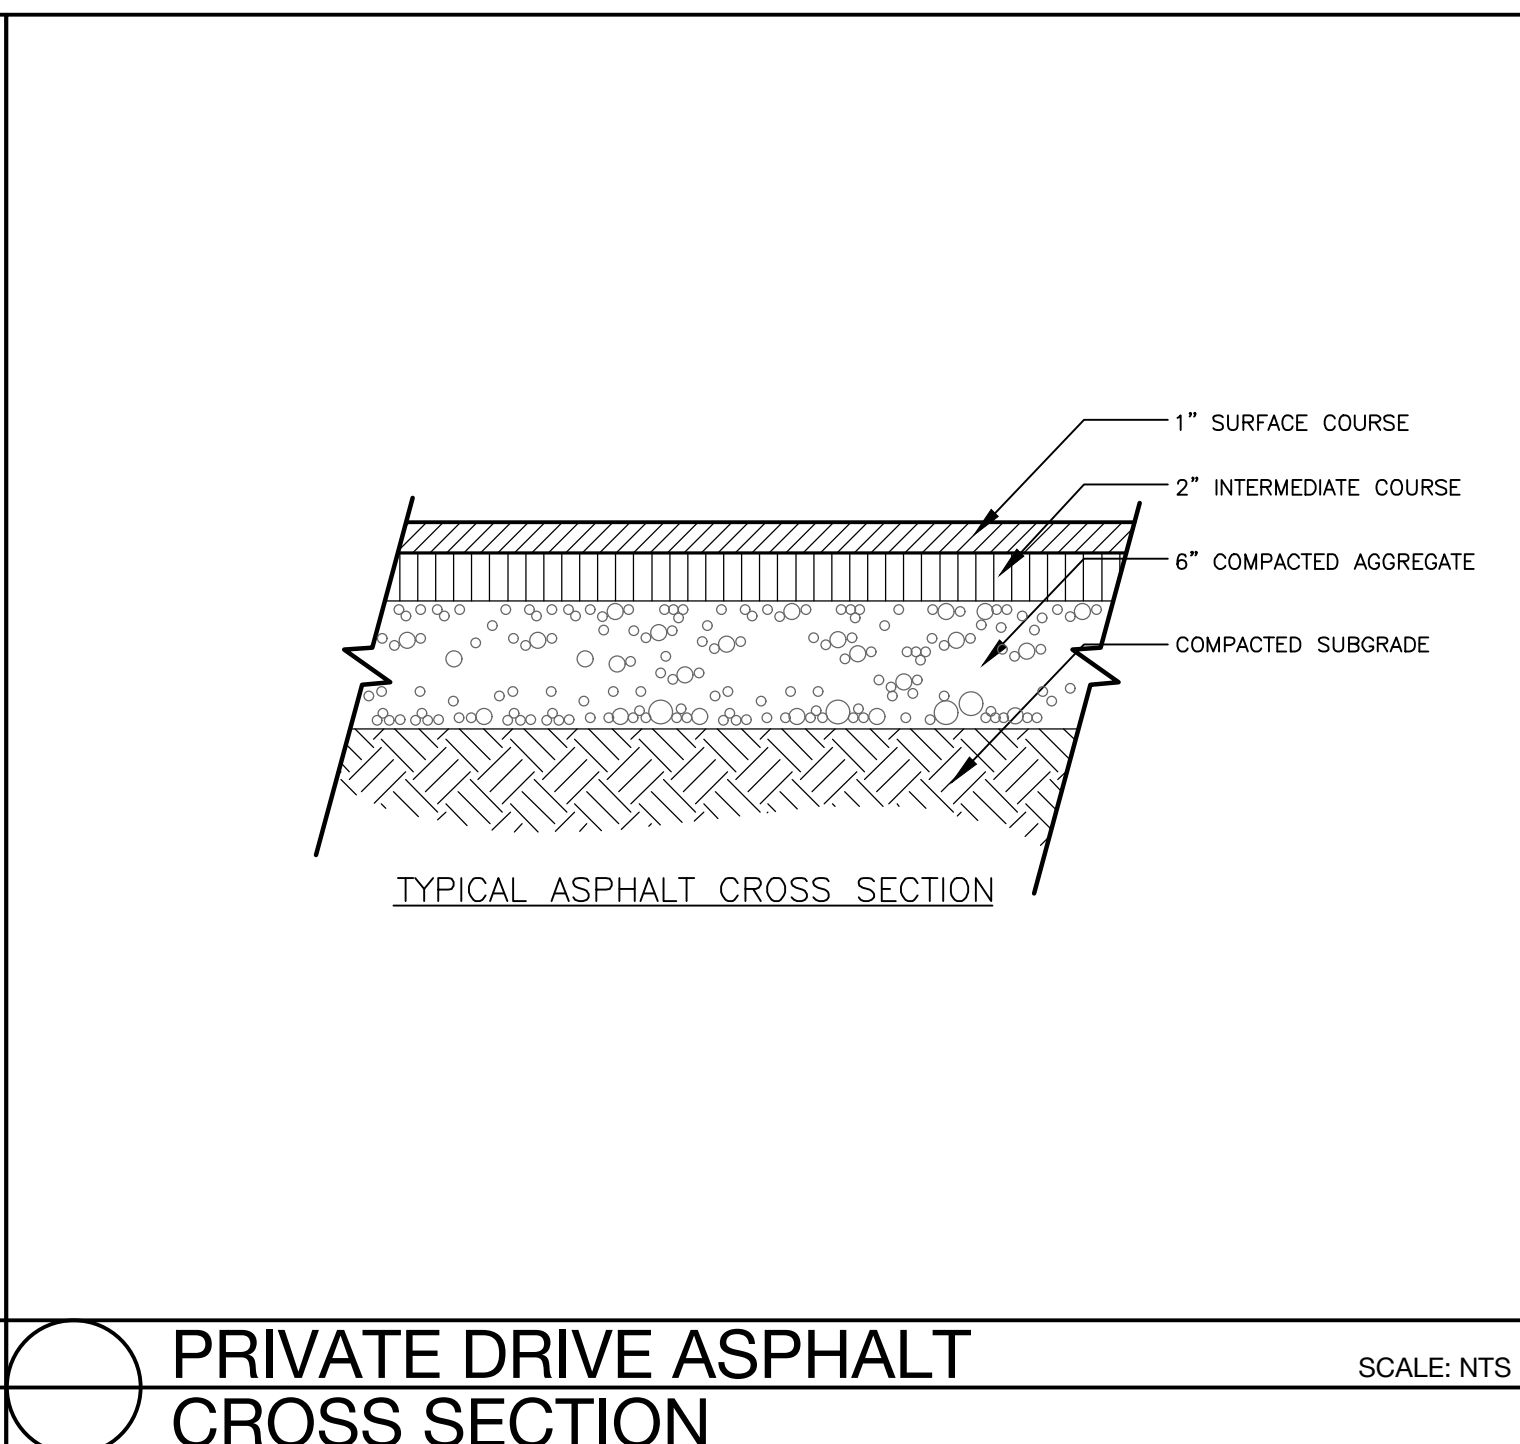 1” SURFACE COURSE
2” INTERMEDIATE COURSE
6” COMPACTED AGGREGATE
COMPACTED SUBGRADE
TYPICAL ASPHALT CROSS SECTION
PRIVATE DRIVE ASPHALT
SCALE: NTS
CROSS SECTION